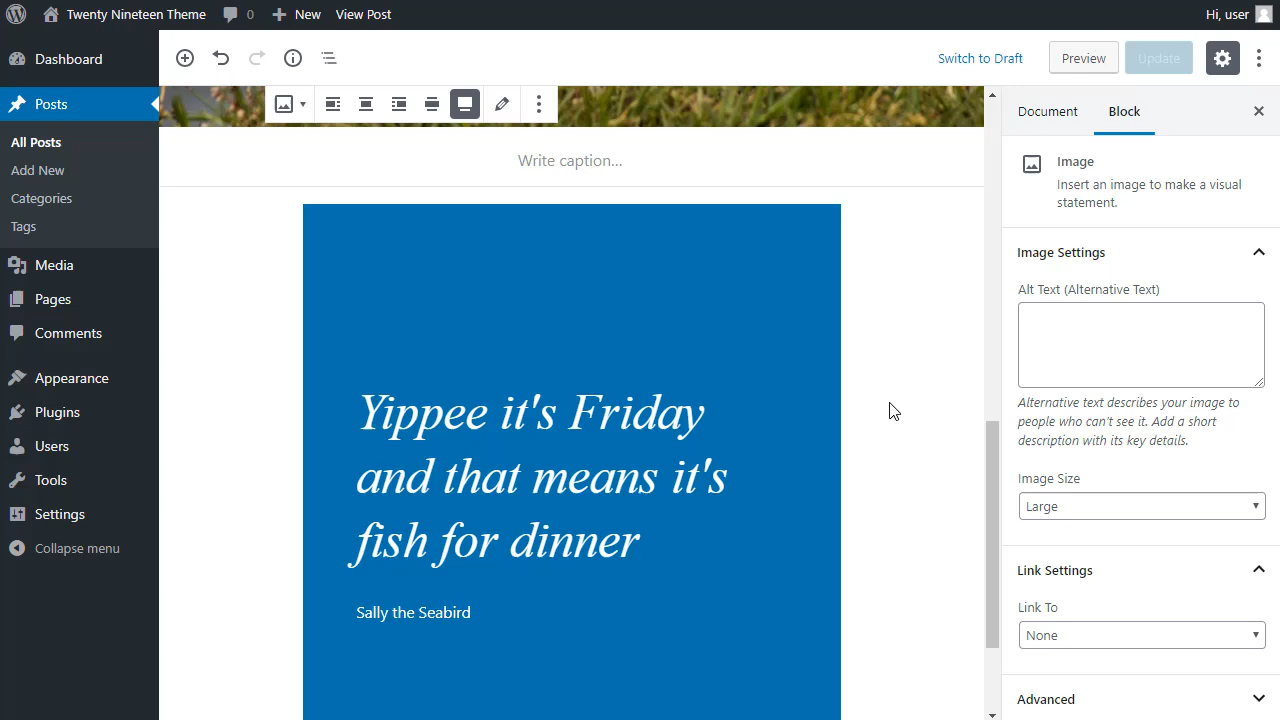 Twenty Nineteen Theme 0 New View Post Hi, user
Dashboard
Posts
All Posts
Add New
Categories
Tags
Media
Pages
Comments
Appearance
Plugins
Users
Tools
Settings
Collapse menu
Switch to Draft Preview Update
Write caption...
Yippee it's Friday
and that means it's
fish for dinner
Sally the Seabird
Document Block
Image
Insert an image to make a visual
statement.
Image Settings
Alt Text (Alternative Text)
Alternative text describes your image to
people who can't see it. Add a short
description with its key details.
Image Size
Large
Link Settings
Link To
None
Advanced